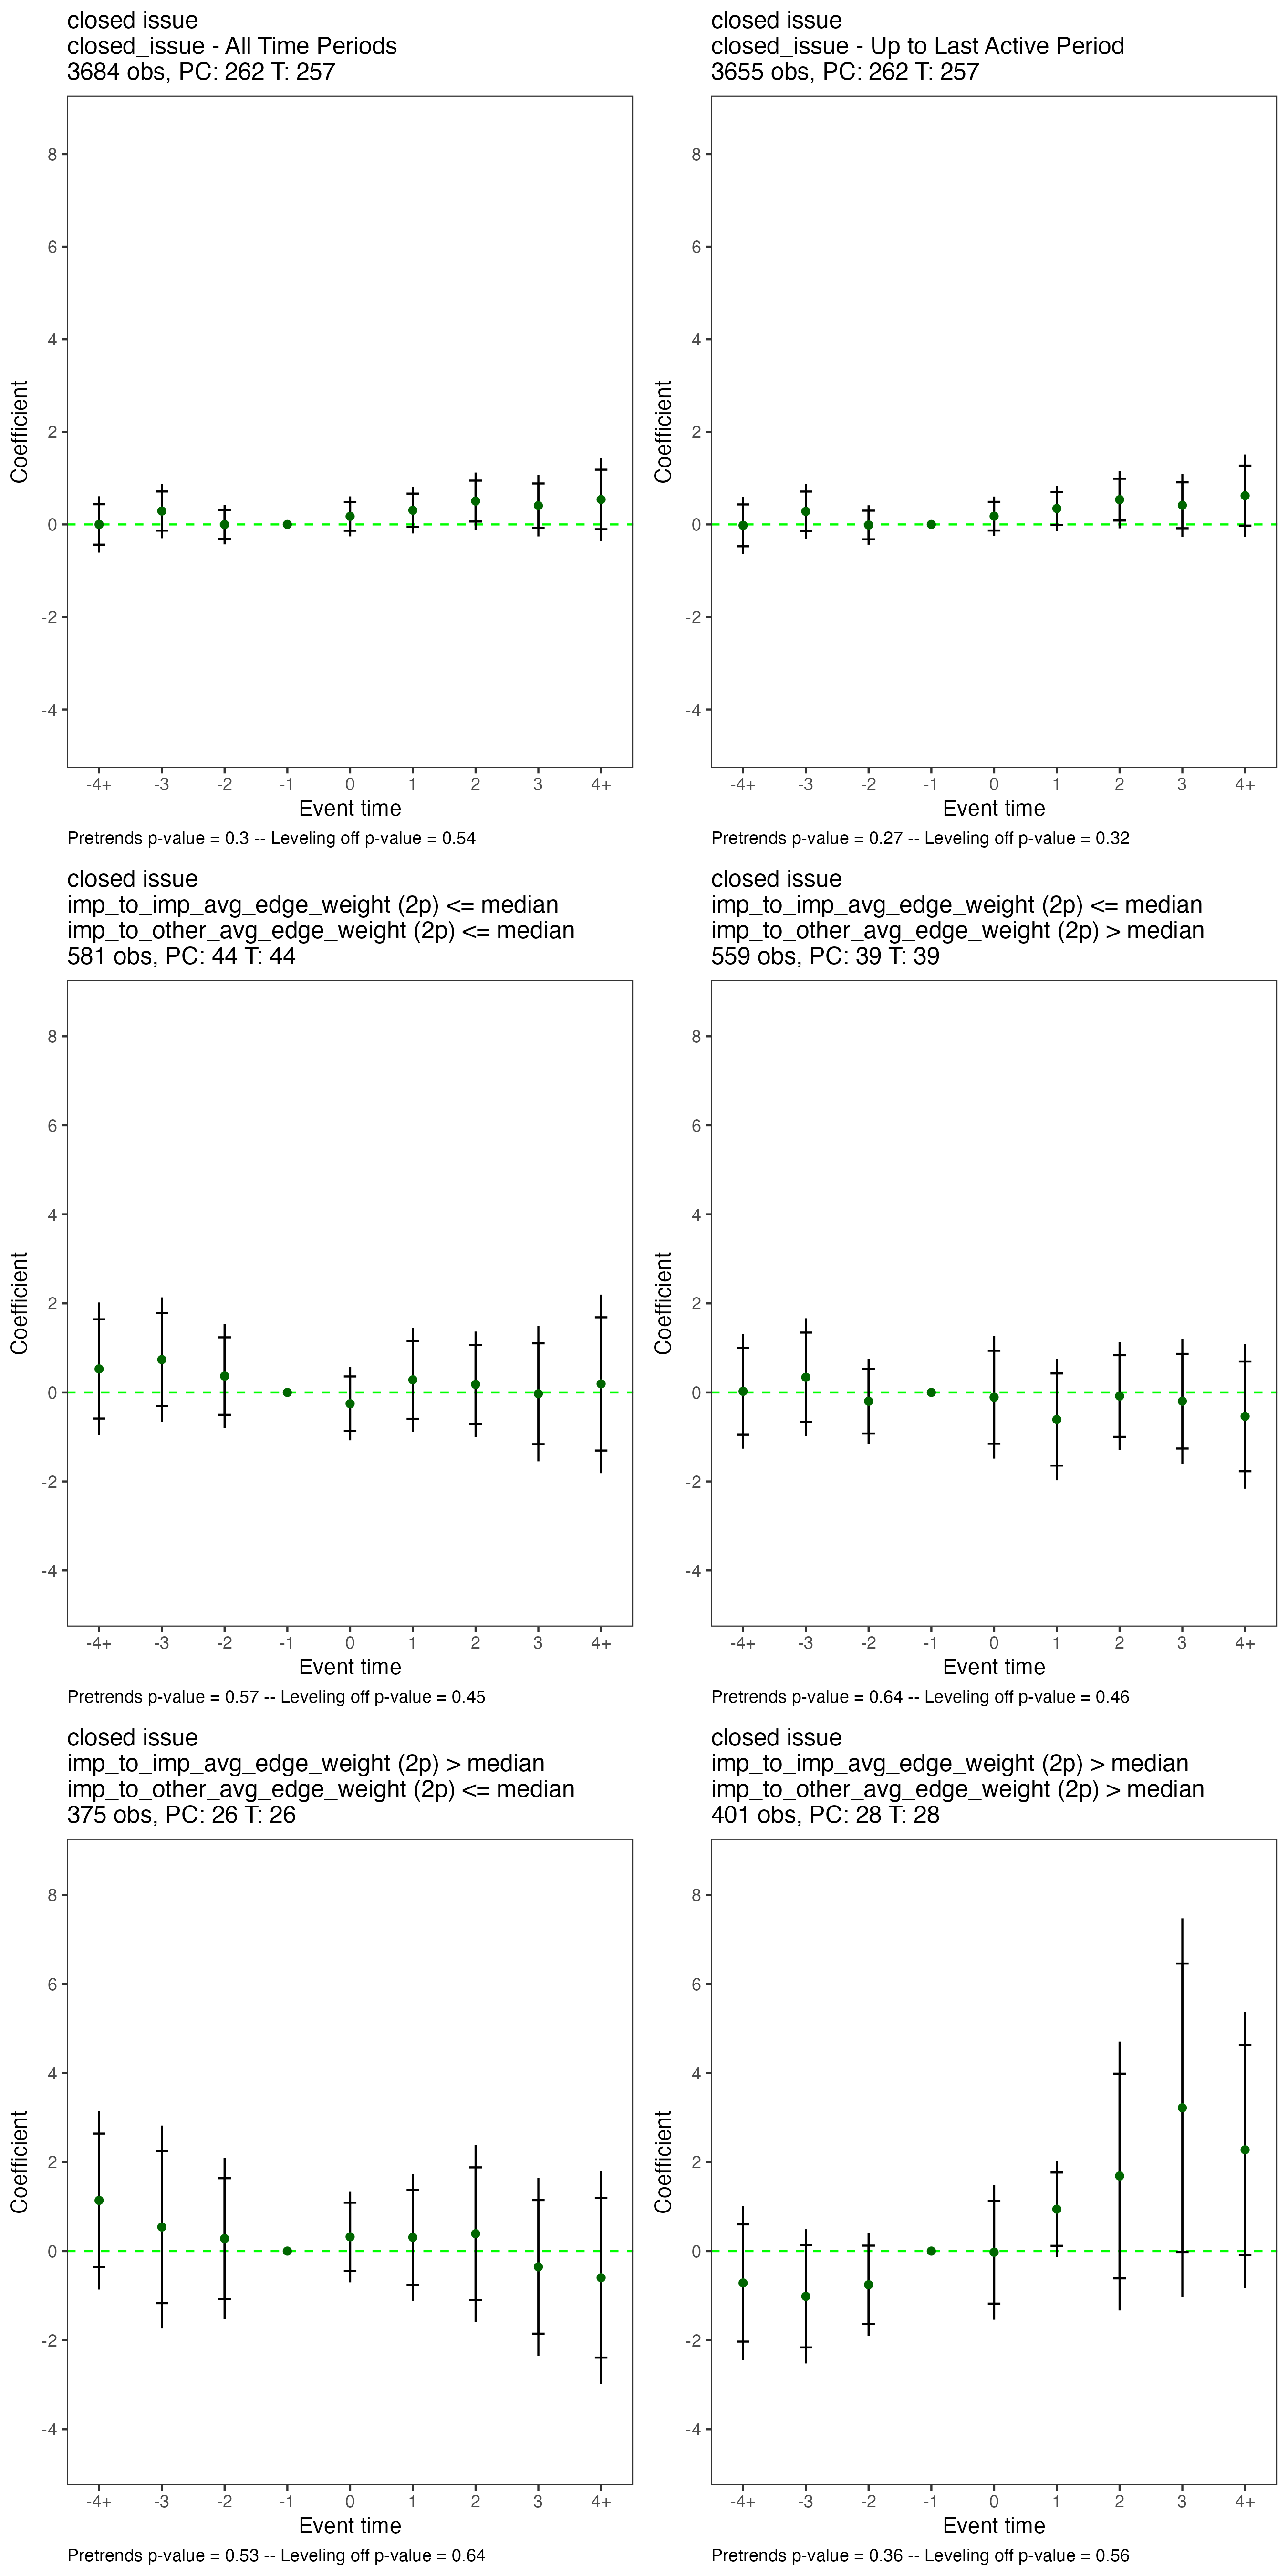 closed issue
closed_issue - All Time Periods
3684 obs, PC: 262 T: 257
8
6
4
2
0
-2
-4
Coefficient
-4+ -3 -2 -1 0 1 2 3 4+
Event time
Pretrends p-value = 0.3 -- Leveling off p-value = 0.54
closed issue
closed_issue - Up to Last Active Period
3655 obs, PC: 262 T: 257
8
6
4
2
0
-2
-4
Coefficient
-4+ -3 -2 -1 0 1 2 3 4+
Event time
Pretrends p-value = 0.27 -- Leveling off p-value = 0.32
closed issue
imp_to_imp_avg_edge_weight (2p) <= median
imp_to_other_avg_edge_weight (2p) <= median
581 obs, PC: 44 T: 44
8
6
4
2
0
-2
-4
Coefficient
-4+ -3 -2 -1 0 1 2 3 4+
Event time
Pretrends p-value = 0.57 -- Leveling off p-value = 0.45
closed issue
imp_to_imp_avg_edge_weight (2p) <= median
imp_to_other_avg_edge_weight (2p) > median
559 obs, PC: 39 T: 39
8
6
4
2
0
-2
-4
Coefficient
-4+ -3 -2 -1 0 1 2 3 4+
Event time
Pretrends p-value = 0.64 -- Leveling off p-value = 0.46
closed issue
imp_to_imp_avg_edge_weight (2p) > median
imp_to_other_avg_edge_weight (2p) <= median
375 obs, PC: 26 T: 26
8
6
4
2
0
-2
-4
Coefficient
-4+ -3 -2 -1 0 1 2 3 4+
Event time
Pretrends p-value = 0.53 -- Leveling off p-value = 0.64
closed issue
imp_to_imp_avg_edge_weight (2p) > median
imp_to_other_avg_edge_weight (2p) > median
401 obs, PC: 28 T: 28
8
6
4
2
0
-2
-4
Coefficient
-4+ -3 -2 -1 0 1 2 3 4+
Event time
Pretrends p-value = 0.36 -- Leveling off p-value = 0.56